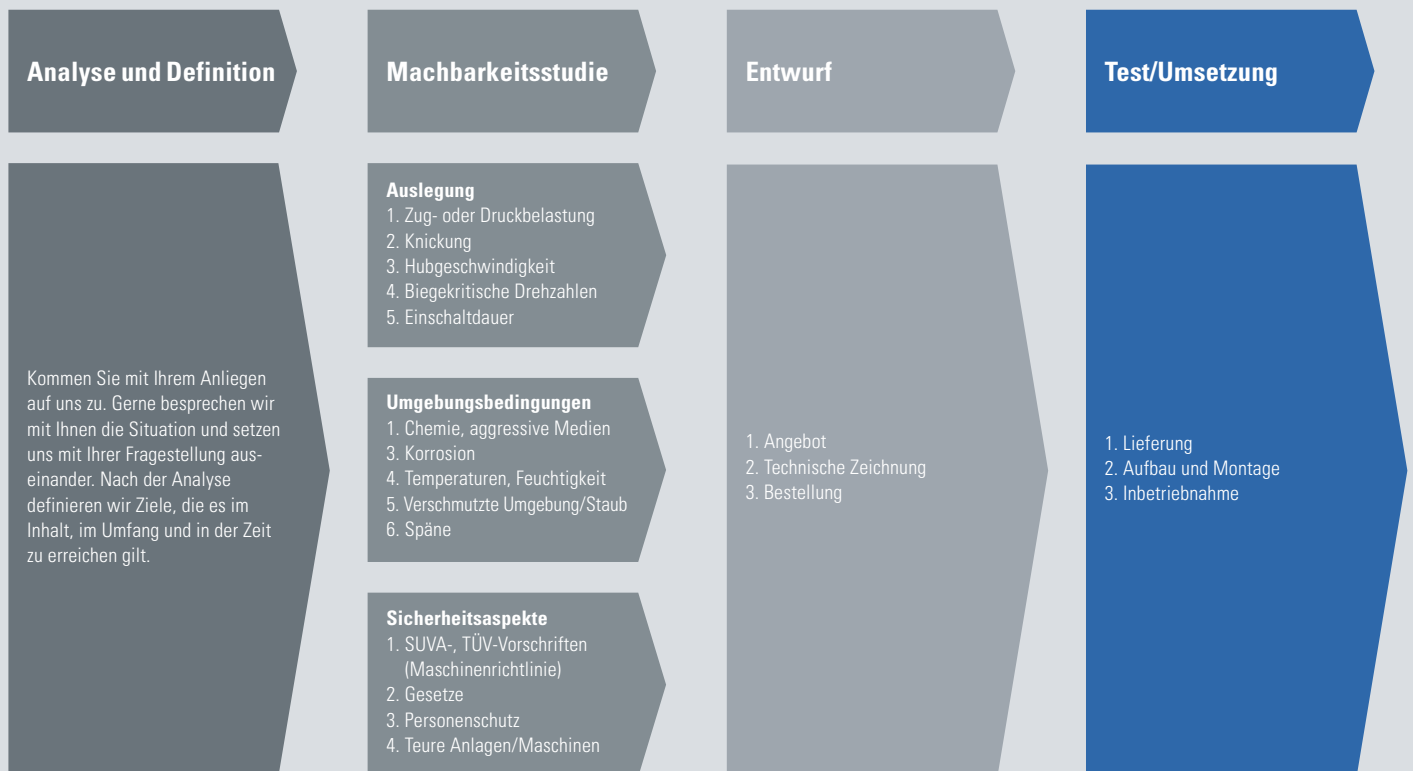 Analyse und Definition
Machbarkeitsstudie
Entwurf
Test/Umsetzung
Kommen Sie mit Ihrem Anliegen
auf uns zu. Gerne besprechen wir
mit Ihnen die Situation und setzen
uns mit Ihrer Fragestellung aus-
einander. Nach der Analyse
definieren wir Ziele, die es im
Inhalt, im Umfang und in der Zeit
zu erreichen gilt.
Auslegung
1. Zug- oder Druckbelastung
2. Knickung
3. Hubgeschwindigkeit
4. Biegekritische Drehzahlen
5. Einschaltdauer
Umgebungsbedingungen
1. Chemie, aggressive Medien
3. Korrosion
4. Temperaturen, Feuchtigkeit
5. Verschmutzte Umgebung/Staub
6. Späne
Sicherheitsaspekte
1. SUVA-, TÜV-Vorschriften
(Maschinenrichtlinie)
2. Gesetze
3. Personenschutz
4. Teure Anlagen/Maschinen
1. Angebot
2. Technische Zeichnung
3. Bestellung
1. Lieferung
2. Aufbau und Montage
3. Inbetriebnahme